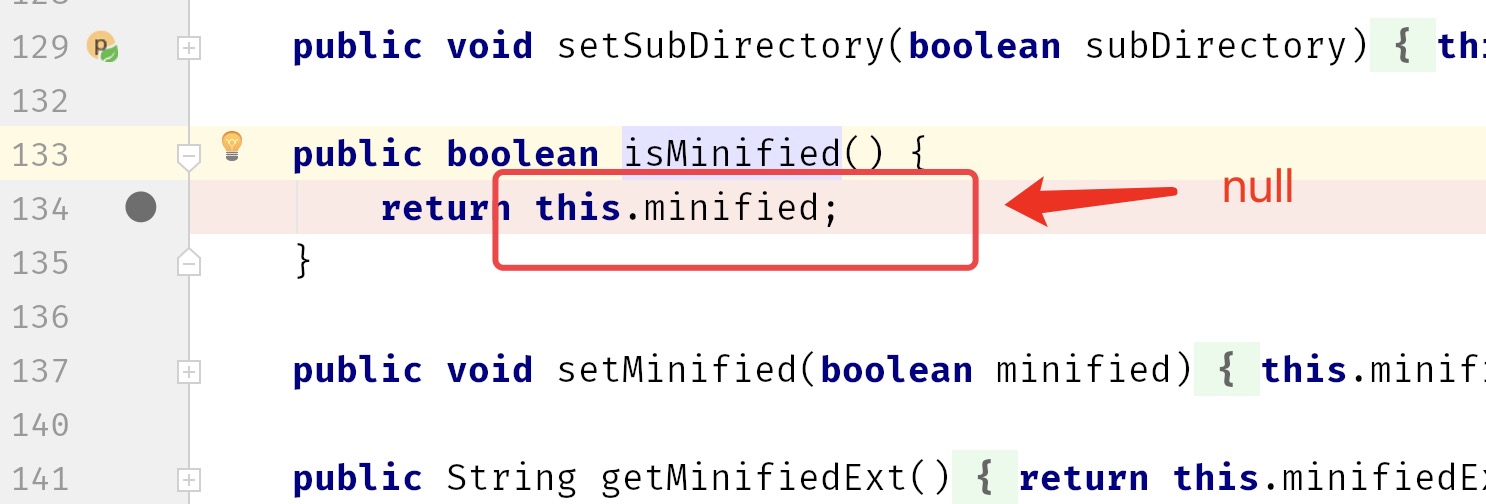 129 p public void setSubDirectory(boolean subDirectory) { thi
132
133 public boolean isMinified() {
134 return this.minified; null
135 }
136
137 public void setMinified(boolean minified) { this.minif
140
141 public String getMinifiedExt() { return this.minifiedEx